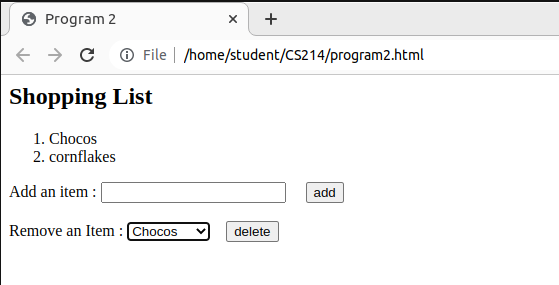 Program 2
File /home/student/CS214/program2.html
Shopping List
1. Chocos
2. cornflakes
Add an item : add
Remove an Item : Chocos delete